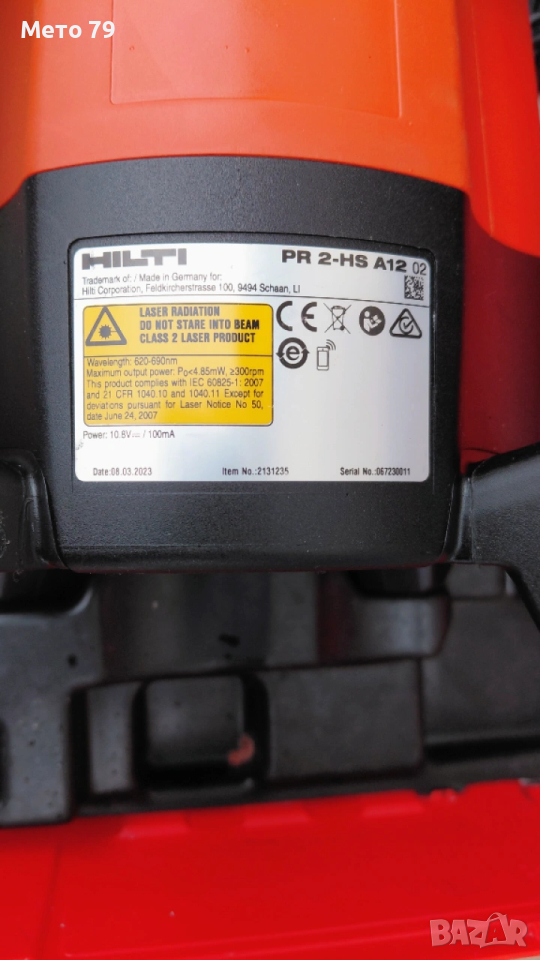 Мето 79
HILTI
PR 2-HS A12 02
Trademark of: / Made in Germany for:
Hilti Corporation, Feldkircherstrasse 100, 9494 Schaan, LI
LASER RADIATION
DO NOT STARE INTO BEAM
CLASS 2 LASER PRODUCT
Wavelength: 620-690nm
Maximum output power: P₀<4.85mW, ≥300rpm
This product complies with IEC 60825-1: 2007
and 21 CFR 1040.10 and 1040.11 Except for
deviations pursuant for Laser Notice No 50,
date June 24, 2007
Power: 10.8V⎓ / 100mA
Date:08.03.2023 Item No.:2131235 Serial No.:067230011
BAZAR